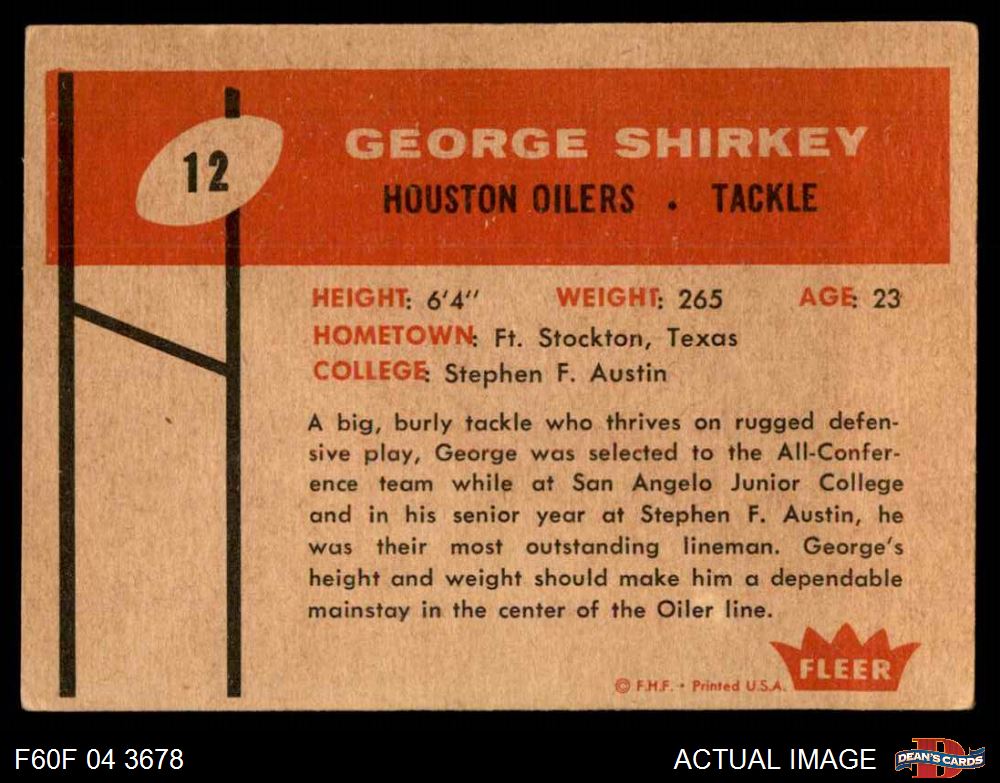 12
GEORGE SHIRKEY
HOUSTON OILERS . TACKLE
HEIGHT: 6'4" WEIGHT: 265 AGE: 23
HOMETOWN: Ft. Stockton, Texas
COLLEGE: Stephen F. Austin
A big, burly tackle who thrives on rugged defen-
sive play, George was selected to the All-Confer-
ence team while at San Angelo Junior College
and in his senior year at Stephen F. Austin, he
was their most outstanding lineman. George's
height and weight should make him a dependable
mainstay in the center of the Oiler line.
FLEER
© F.H.F. • Printed U.S.A.
F60F 04 3678
ACTUAL IMAGE
D
DEAN'S CARDS